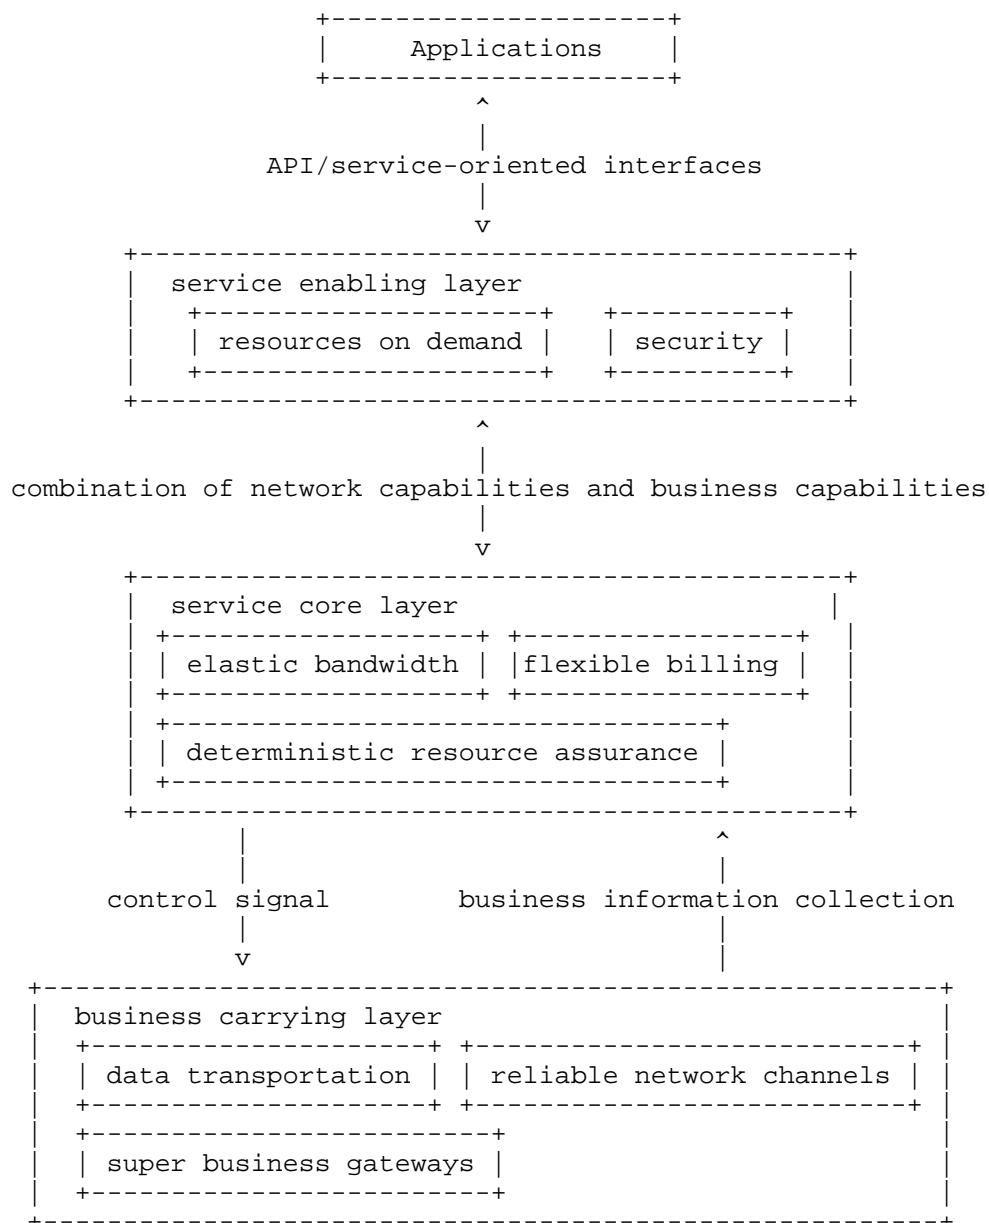 Applications
API/service-oriented interfaces
service enabling layer
resources on demand security
combination of network capabilities and business capabilities
service core layer
elastic bandwidth flexible billing
deterministic resource assurance
control signal business information collection
business carrying layer
data transportation reliable network channels
super business gateways